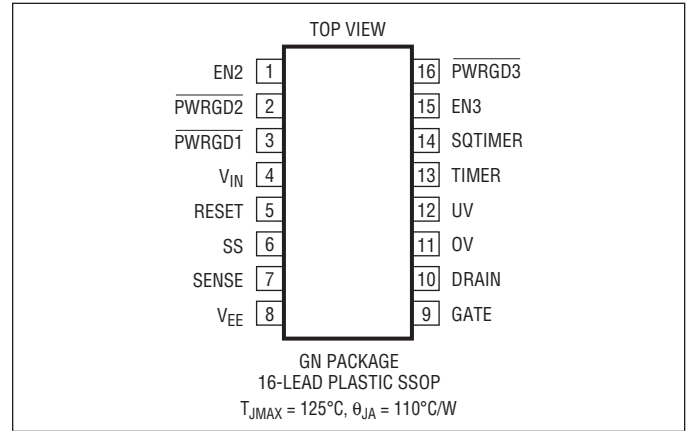 TOP VIEW
EN2 1
PWRGD2 2
PWRGD1 3
VIN 4
RESET 5
SS 6
SENSE 7
VEE 8
16 PWRGD3
15 EN3
14 SQTIMER
13 TIMER
12 UV
11 OV
10 DRAIN
9 GATE
GN PACKAGE
16-LEAD PLASTIC SSOP
TJMAX = 125°C, θJA = 110°C/W